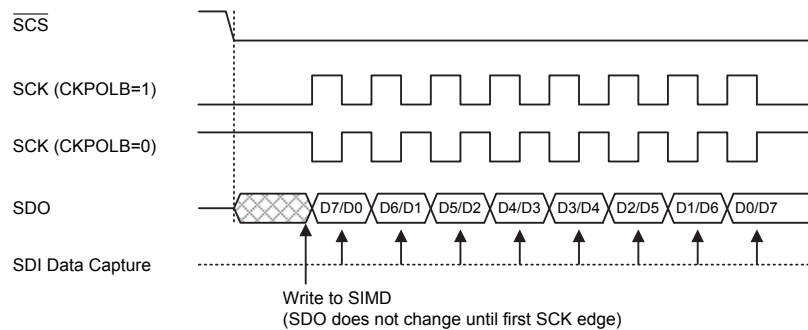 SCS
SCK (CKPOLB=1)
SCK (CKPOLB=0)
SDO
D7/D0 D6/D1 D5/D2 D4/D3 D3/D4 D2/D5 D1/D6 D0/D7
SDI Data Capture
Write to SIMD
(SDO does not change until first SCK edge)